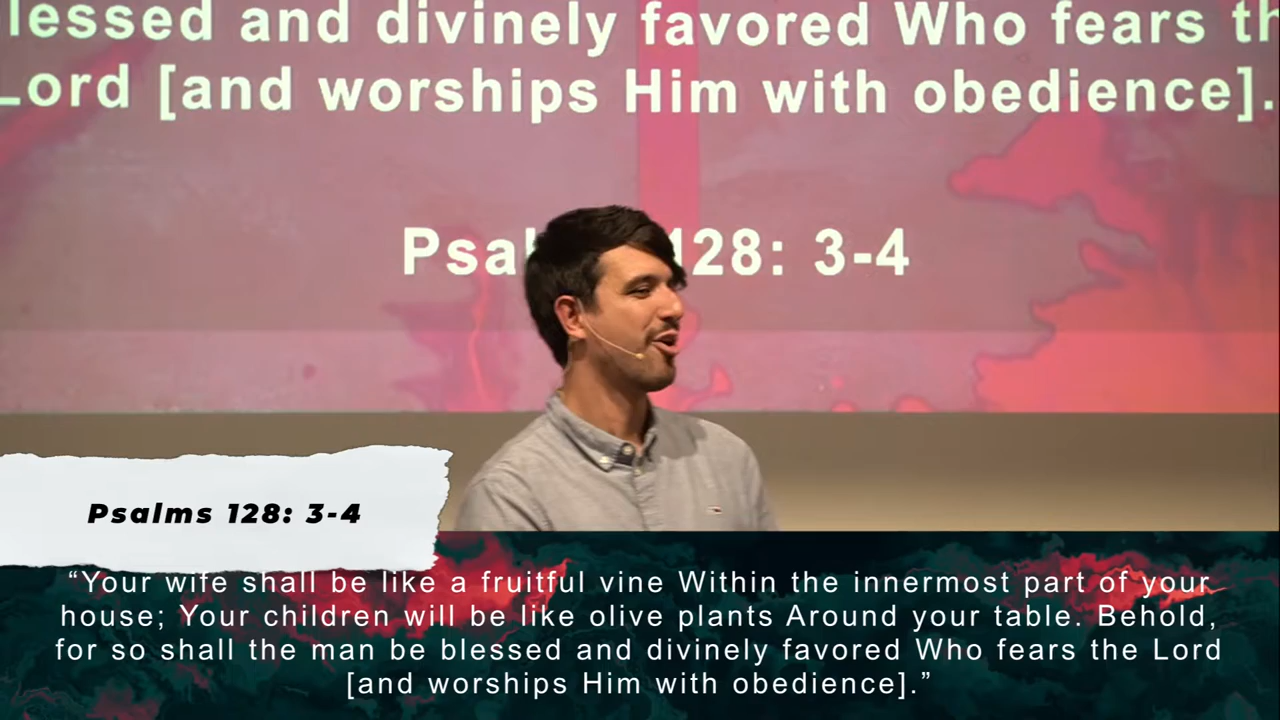 lessed and divinely favored Who fears th
Lord [and worships Him with obedience].
Psal 128: 3-4
Psalms 128: 3-4
“Your wife shall be like a fruitful vine Within the innermost part of your
house; Your children will be like olive plants Around your table. Behold,
for so shall the man be blessed and divinely favored Who fears the Lord
[and worships Him with obedience].”